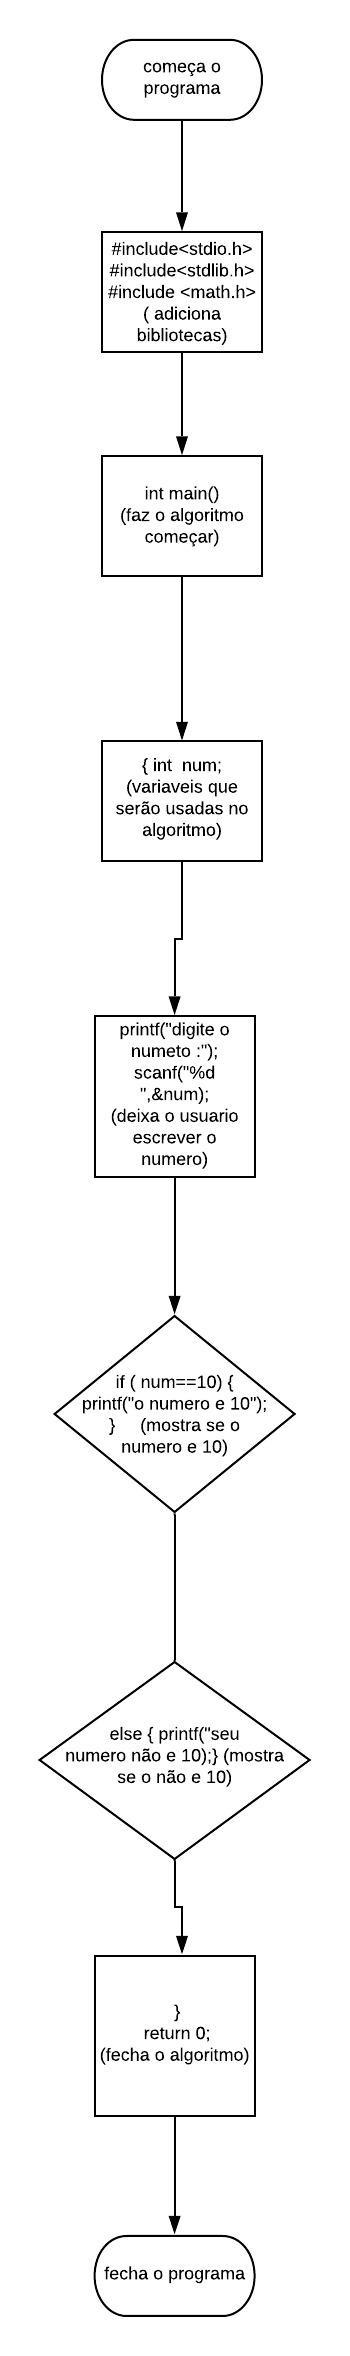 começa o
programa
#include<stdio.h>
#include<stdlib.h>
#include <math.h>
( adiciona
bibliotecas)
int main()
(faz o algoritmo
começar)
{ int  num;
(variaveis que
serão usadas no
algoritmo)
printf("digite o
numeto :");
scanf("%d
",&num);
(deixa o usuario
escrever o
numero)
if ( num==10) {
printf("o numero e 10");
}     (mostra se o
numero e 10)
else { printf("seu
numero não e 10);} (mostra
se o não e 10)
}
return 0;
(fecha o algoritmo)
fecha o programa